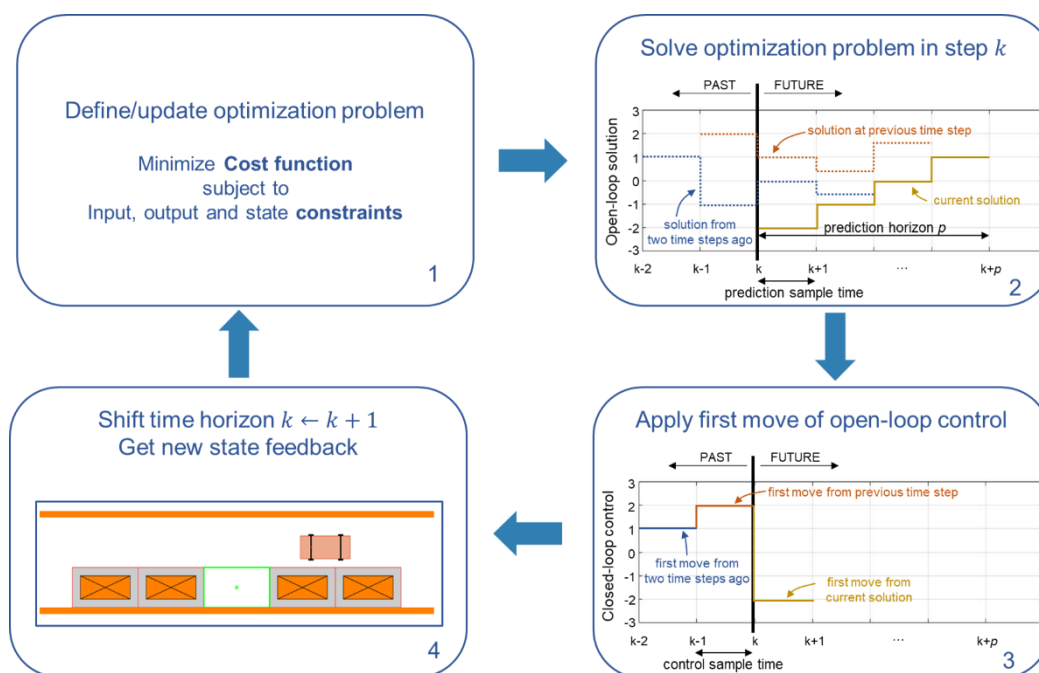 Define/update optimization problem
Minimize Cost function
subject to
Input, output and state constraints
1
Solve optimization problem in step k
PAST
FUTURE
Open-loop solution
3
2
1
0
-1
-2
-3
solution at previous time step
solution from
two time steps ago
current solution
prediction horizon p
k-2
k-1
k
k+1
...
k+p
prediction sample time
2
Apply first move of open-loop control
PAST
FUTURE
Closed-loop control
3
2
1
0
-1
-2
-3
first move from previous time step
first move from
two time steps ago
first move from
current solution
k-2
k-1
k
k+1
...
k+p
control sample time
3
Shift time horizon k ← k + 1
Get new state feedback
4